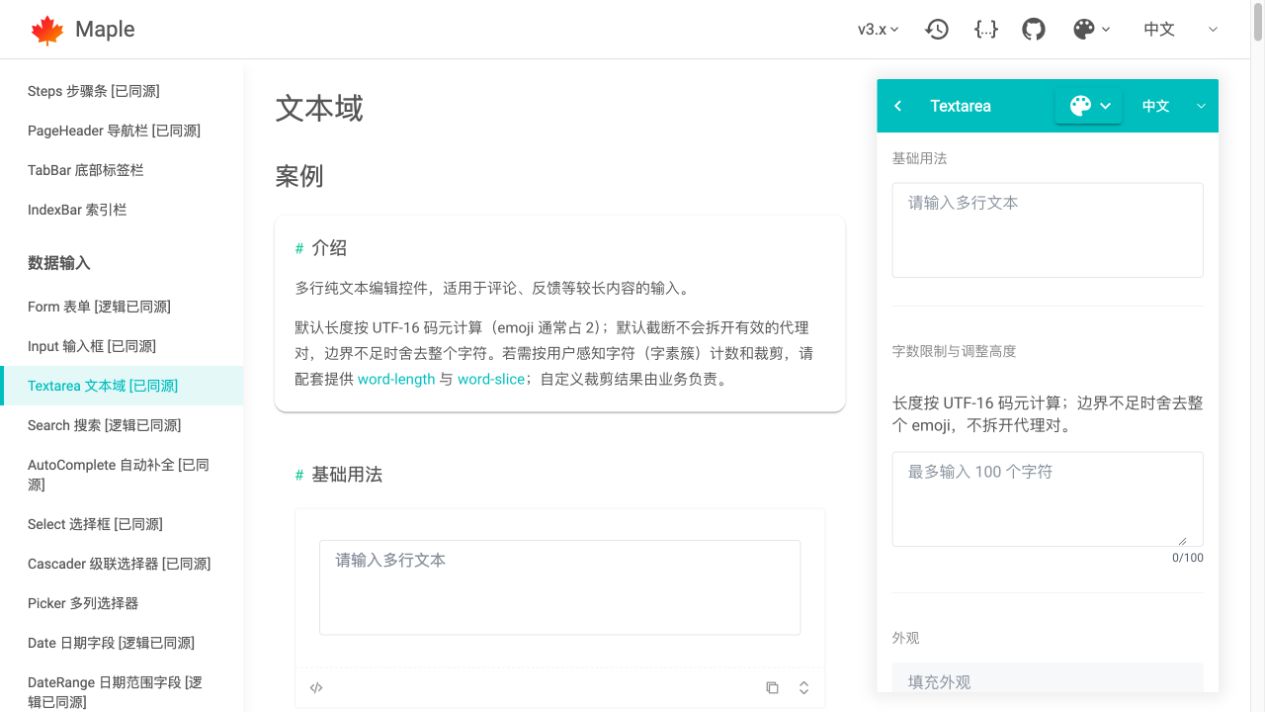 Maple
v3.x
中文
Steps 步骤条 [已同源]
PageHeader 导航栏 [已同源]
TabBar 底部标签栏
IndexBar 索引栏
数据输入
Form 表单 [逻辑已同源]
Input 输入框 [已同源]
Textarea 文本域 [已同源]
Search 搜索 [逻辑已同源]
AutoComplete 自动补全 [已同
源]
Select 选择框 [已同源]
Cascader 级联选择器 [已同源]
Picker 多列选择器
Date 日期字段 [逻辑已同源]
DateRange 日期范围字段 [逻
辑已同源]
文本域
案例
# 介绍
多行纯文本编辑控件，适用于评论、反馈等较长内容的输入。
默认长度按 UTF-16 码元计算（emoji 通常占 2）；默认截断不会拆开有效的代理
对，边界不足时舍去整个字符。若需按用户感知字符（字素簇）计数和裁剪，请
配套提供 word-length 与 word-slice；自定义裁剪结果由业务负责。
# 基础用法
请输入多行文本
Textarea
中文
基础用法
请输入多行文本
字数限制与调整高度
长度按 UTF-16 码元计算；边界不足时舍去整
个 emoji，不拆开代理对。
最多输入 100 个字符
0/100
外观
填充外观